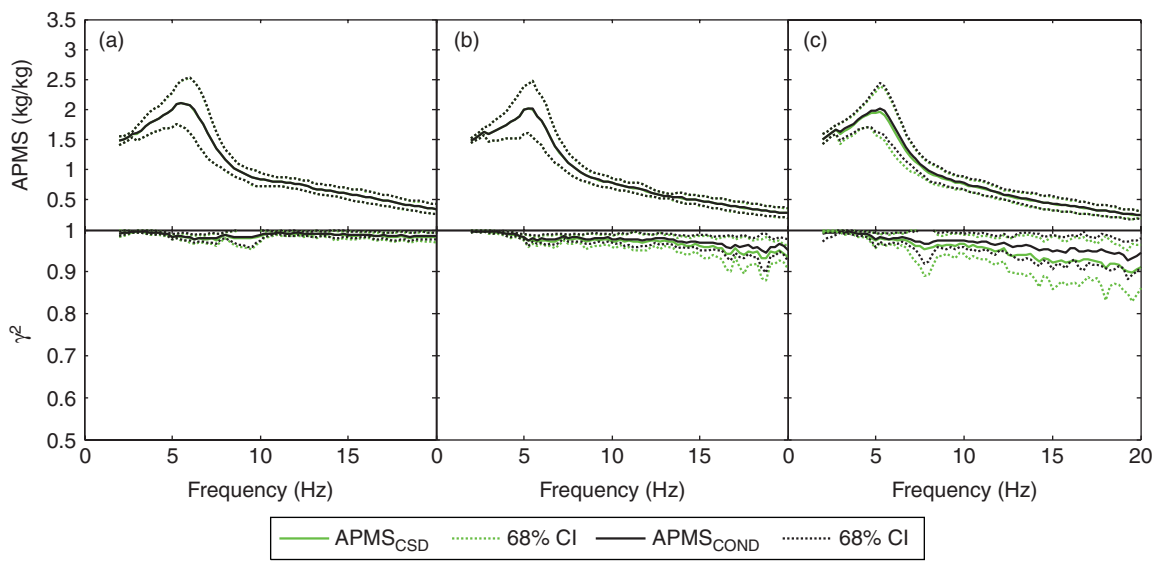 3.5
3
2.5
2
1.5
1
0.5
APMS (kg/kg)
(a)
(b)
(c)
1
0.9
0.8
0.7
0.6
0.5
γ²
0 5 10 15 0 5 10 15 0 5 10 15 20
Frequency (Hz) Frequency (Hz) Frequency (Hz)
APMS_CSD 68% CI APMS_COND 68% CI